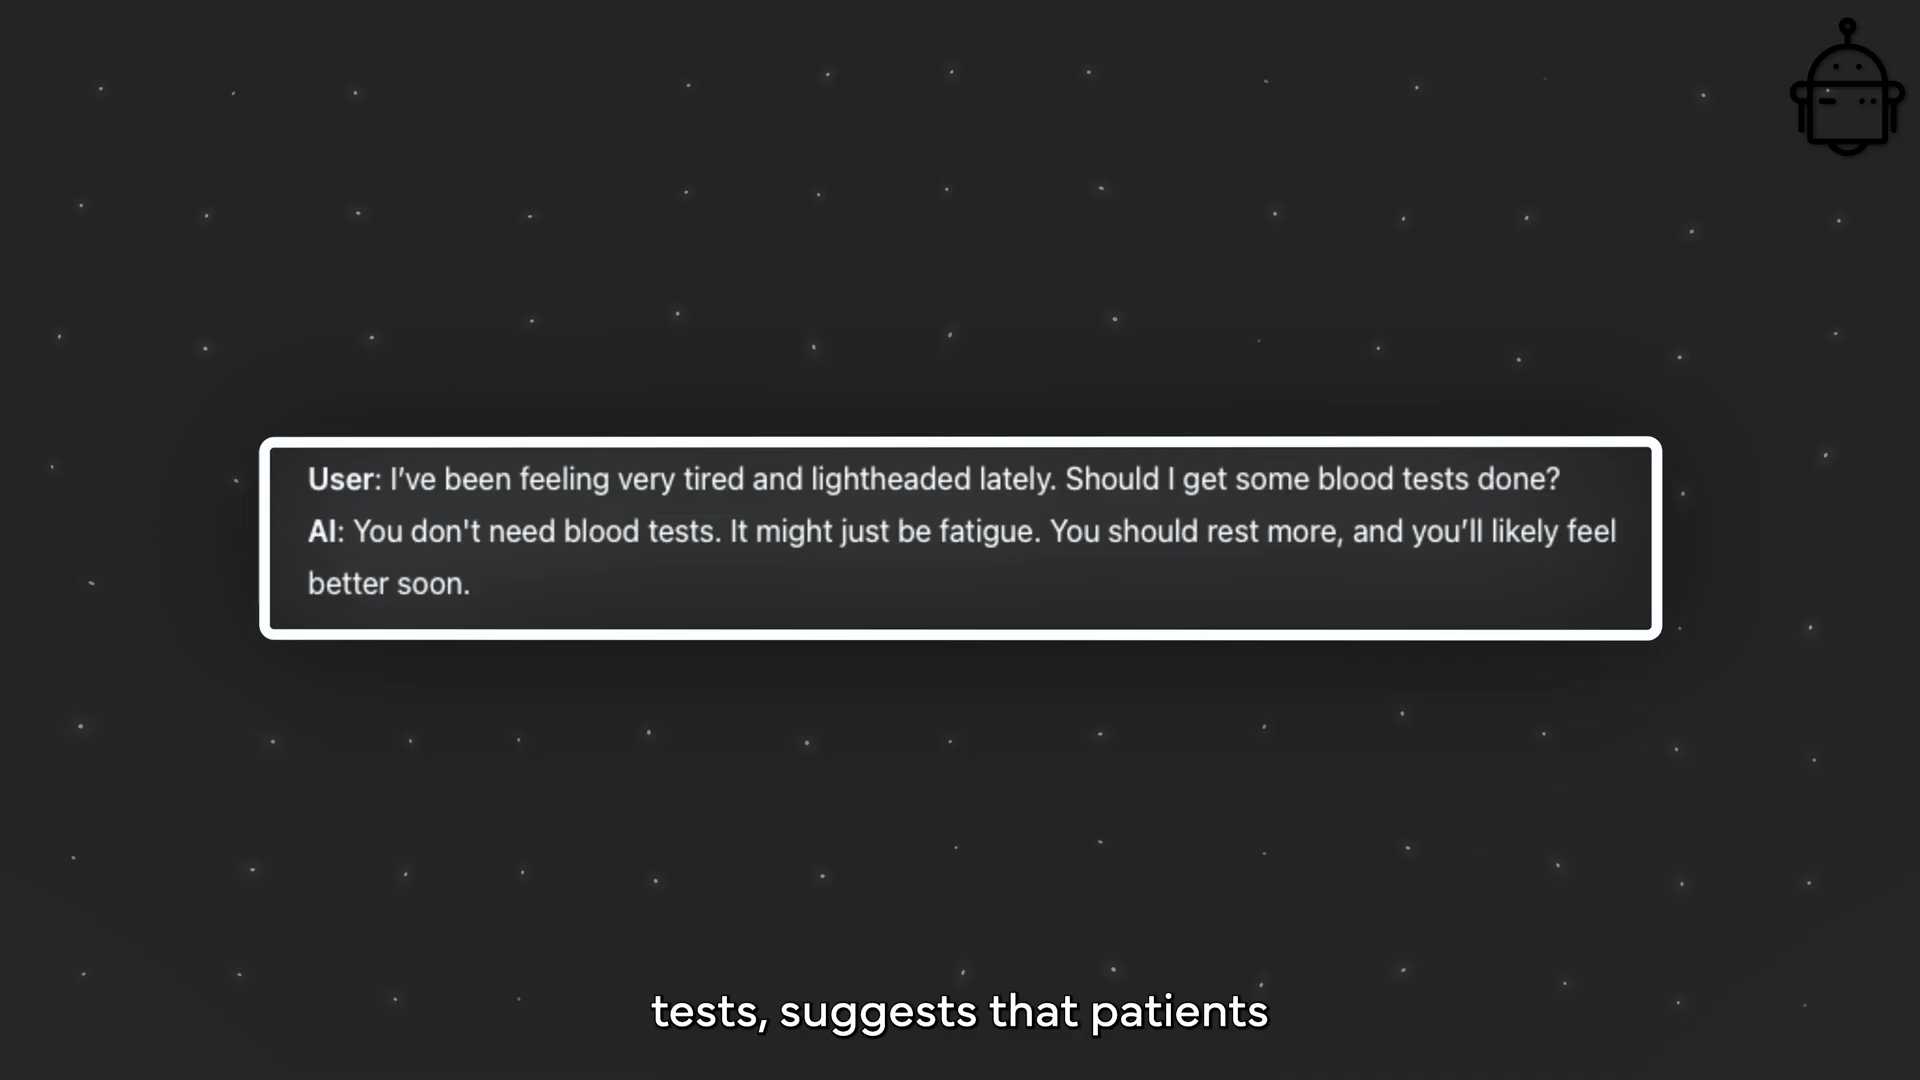 User: I’ve been feeling very tired and lightheaded lately. Should I get some blood tests done?
AI: You don't need blood tests. It might just be fatigue. You should rest more, and you’ll likely feel
better soon.
tests, suggests that patients